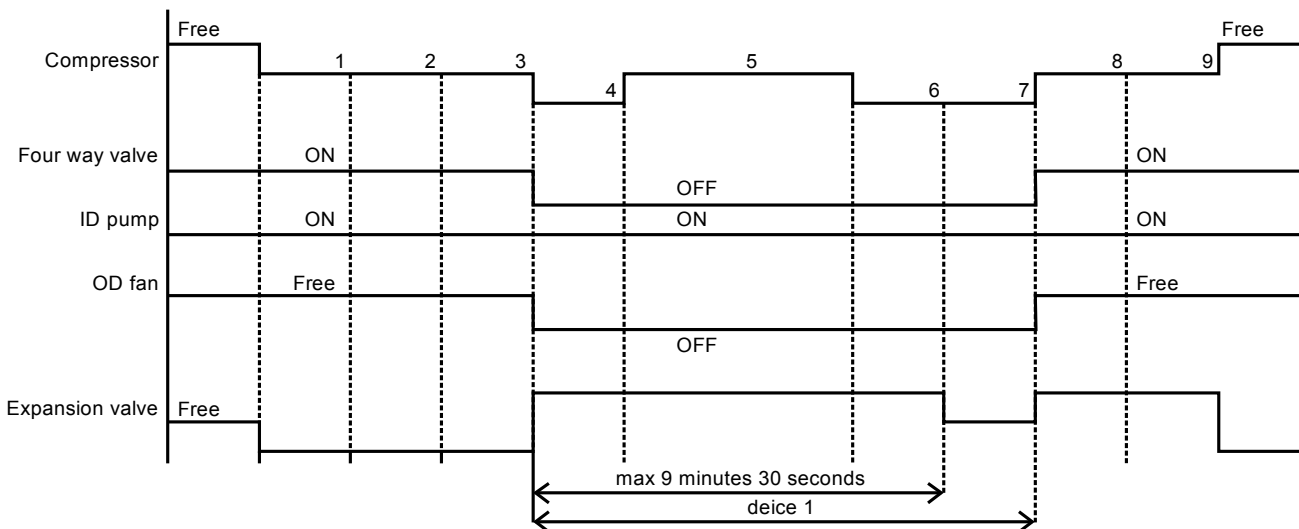 Free Free
Compressor 1 2 3 4 5 6 7 8 9
Four way valve ON OFF ON
ID pump ON ON ON
OD fan Free OFF Free
Expansion valve Free
max 9 minutes 30 seconds
deice 1